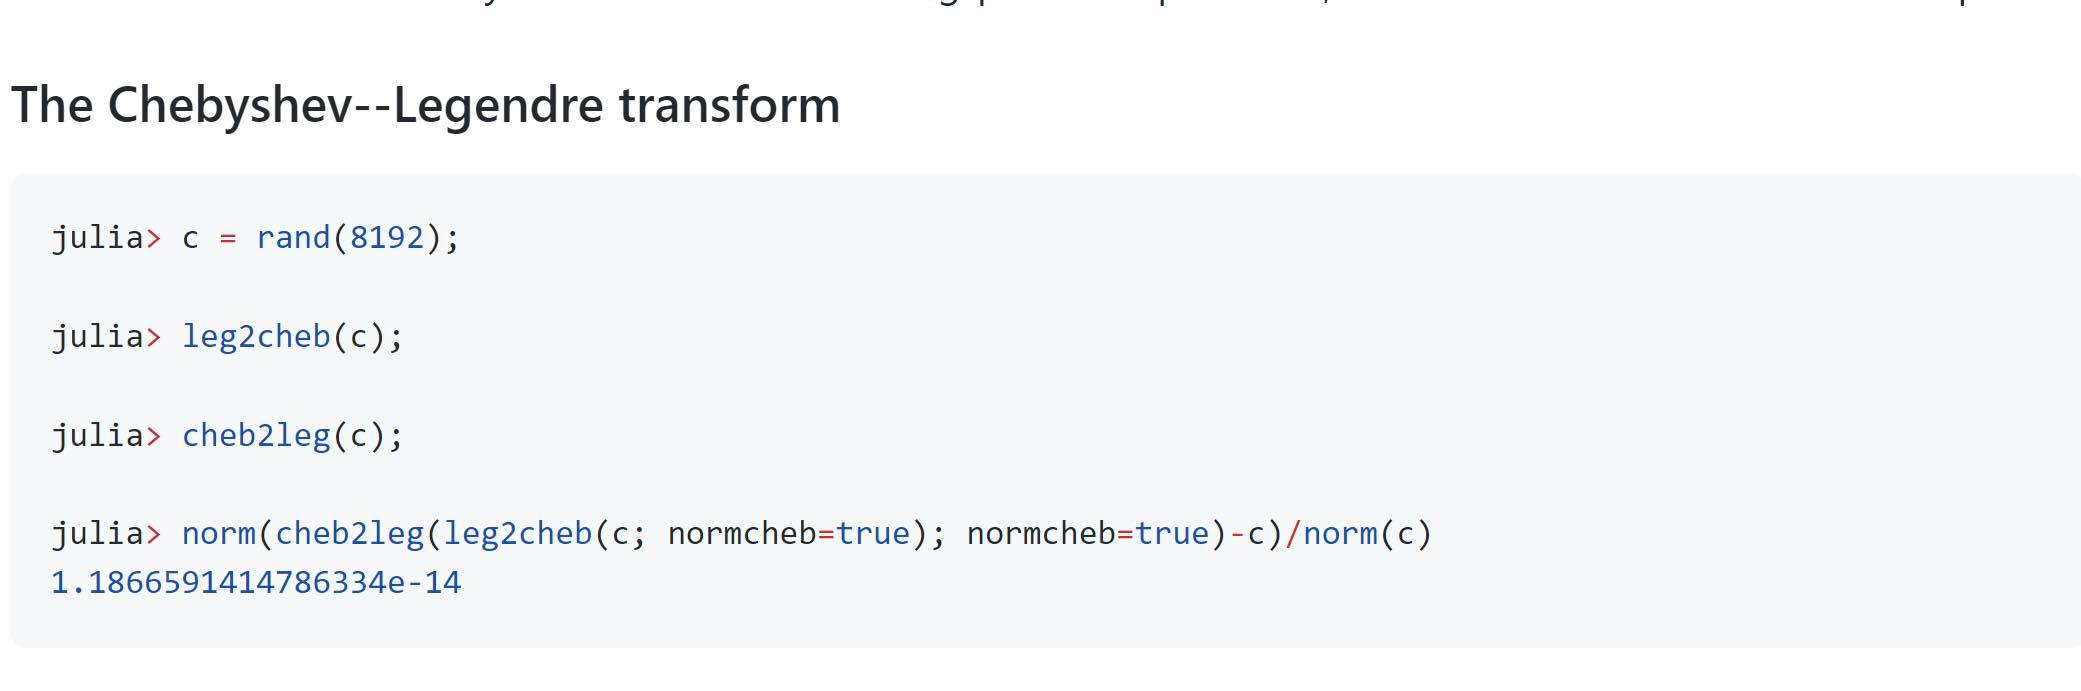 The Chebyshev--Legendre transform
julia> c = rand(8192);
julia> leg2cheb(c);
julia> cheb2leg(c);
julia> norm(cheb2leg(leg2cheb(c; normcheb=true); normcheb=true)-c)/norm(c)
1.1866591414786334e-14